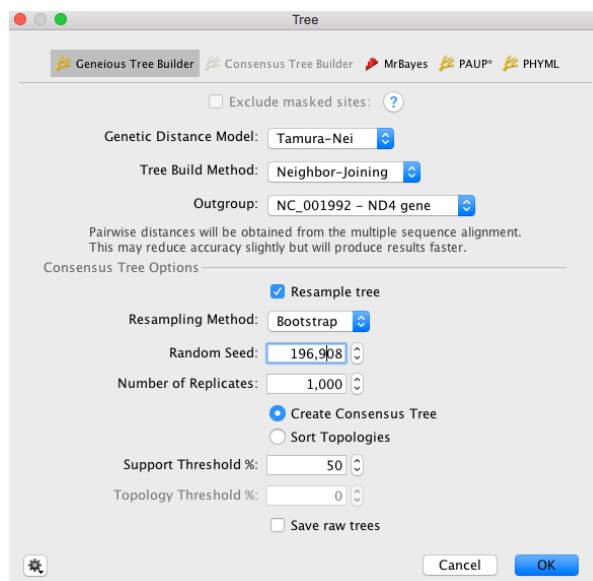 Tree
Geneious Tree Builder Consensus Tree Builder MrBayes PAUP* PHYML
Exclude masked sites: ?
Genetic Distance Model: Tamura-Nei
Tree Build Method: Neighbor-Joining
Outgroup: NC_001992 - ND4 gene
Pairwise distances will be obtained from the multiple sequence alignment.
This may reduce accuracy slightly but will produce results faster.
Consensus Tree Options
Resample tree
Resampling Method: Bootstrap
Random Seed: 196,908
Number of Replicates: 1,000
Create Consensus Tree
Sort Topologies
Support Threshold %: 50
Topology Threshold %: 0
Save raw trees
Cancel OK